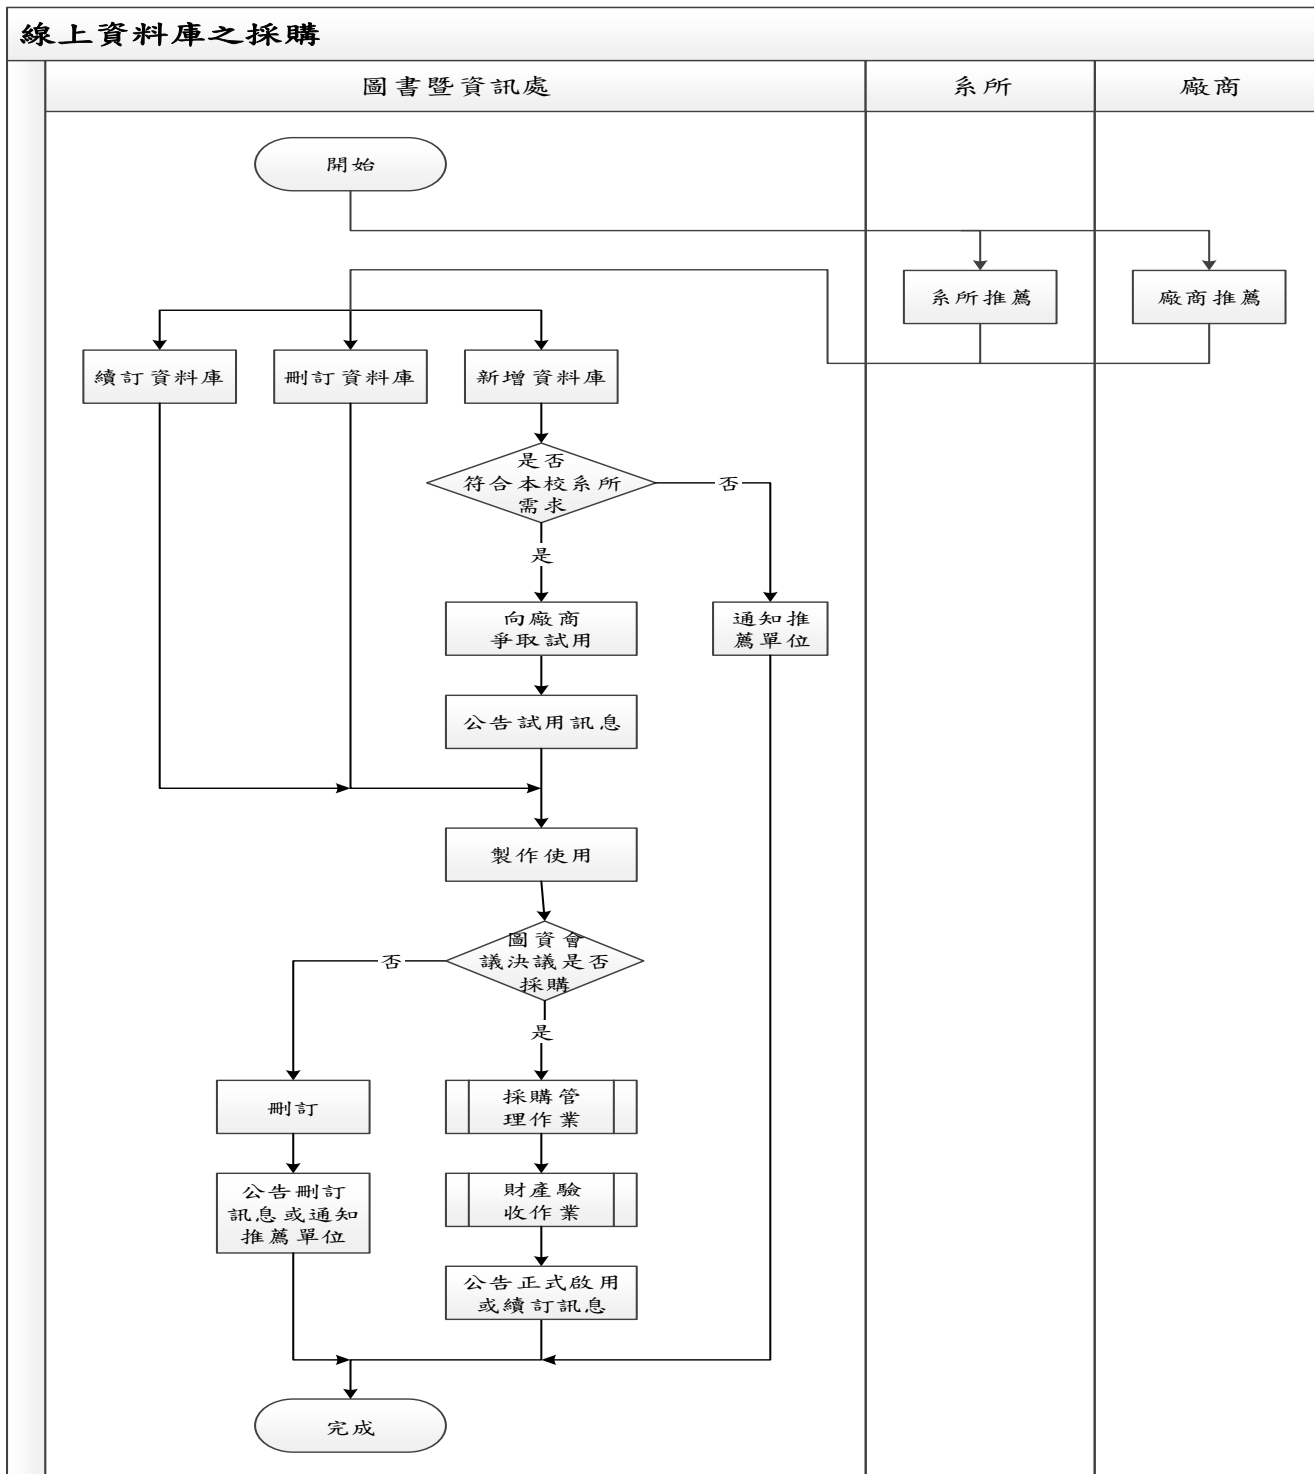 線上資料庫之採購
圖書暨資訊處
系所
廠商
開始
系所推薦
廠商推薦
續訂資料庫
刪訂資料庫
新增資料庫
是否
符合本校系所
需求
否
是
向廠商
爭取試用
通知推
薦單位
公告試用訊息
製作使用
圖資會
議決議是否
採購
否
是
刪訂
採購管
理作業
公告刪訂
訊息或通知
推薦單位
財產驗
收作業
公告正式啟用
或續訂訊息
完成